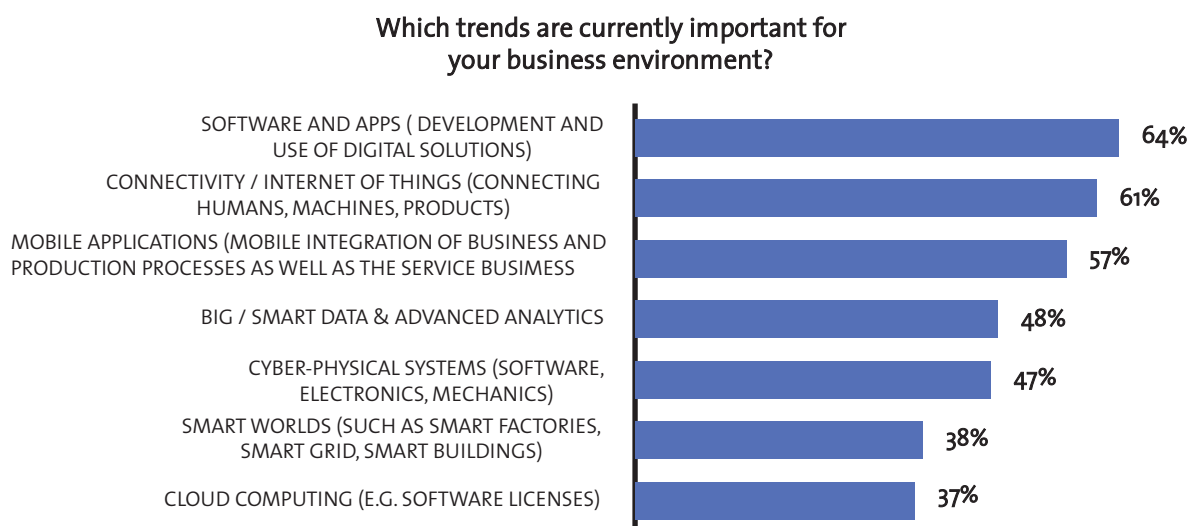 Which trends are currently important for
your business environment?
SOFTWARE AND APPS ( DEVELOPMENT AND
USE OF DIGITAL SOLUTIONS)
64%
CONNECTIVITY / INTERNET OF THINGS (CONNECTING
HUMANS, MACHINES, PRODUCTS)
61%
MOBILE APPLICATIONS (MOBILE INTEGRATION OF BUSINESS AND
PRODUCTION PROCESSES AS WELL AS THE SERVICE BUSIMESS
57%
BIG / SMART DATA & ADVANCED ANALYTICS
48%
CYBER-PHYSICAL SYSTEMS (SOFTWARE,
ELECTRONICS, MECHANICS)
47%
SMART WORLDS (SUCH AS SMART FACTORIES,
SMART GRID, SMART BUILDINGS)
38%
CLOUD COMPUTING (E.G. SOFTWARE LICENSES)
37%